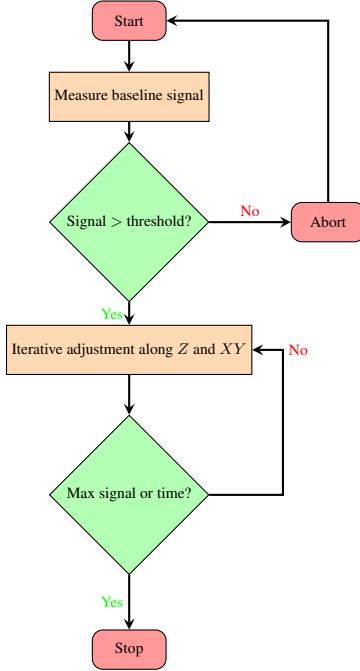 Start
Measure baseline signal
Signal > threshold?
No
Abort
Yes
Iterative adjustment along Z and XY
No
Max signal or time?
Yes
Stop